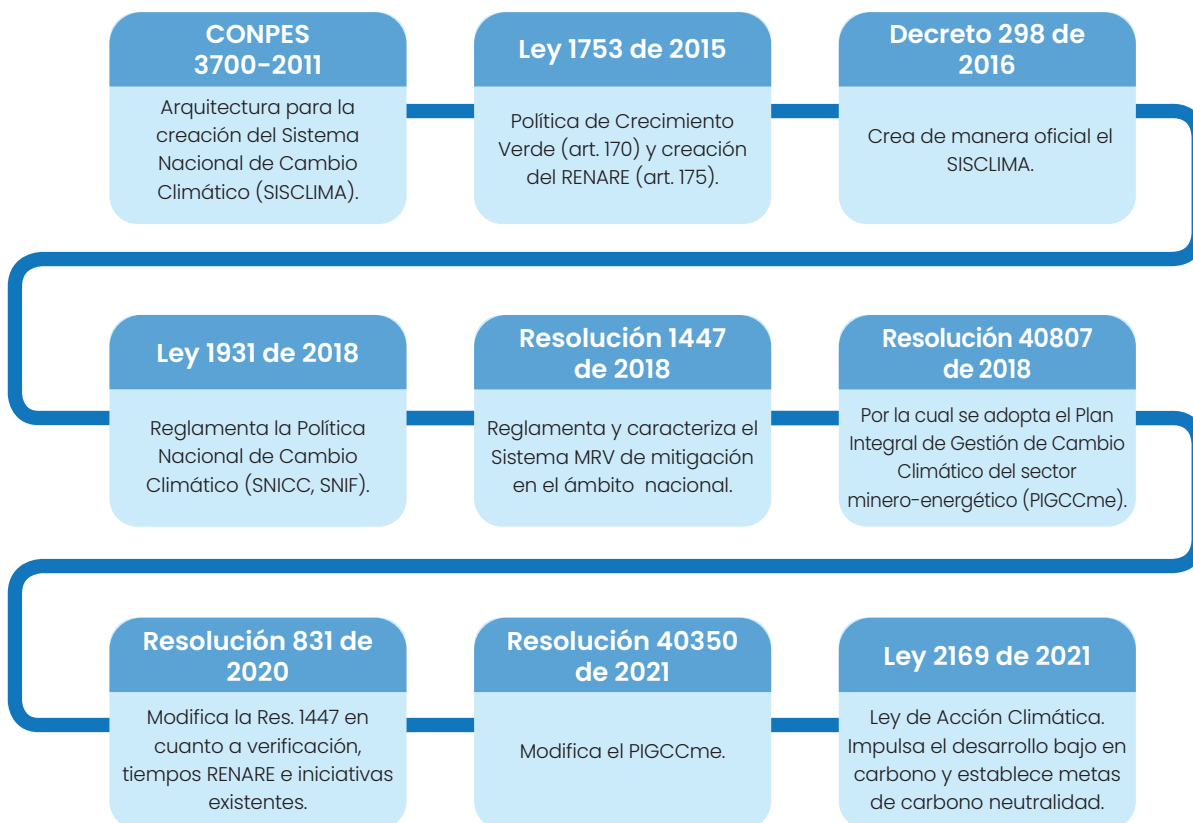 CONPES
3700-2011
Arquitectura para la
creación del Sistema
Nacional de Cambio
Climático (SISCLIMA).
Ley 1753 de 2015
Política de Crecimiento
Verde (art. 170) y creación
del RENARE (art. 175).
Decreto 298 de
2016
Crea de manera oficial el
SISCLIMA.
Ley 1931 de 2018
Reglamenta la Política
Nacional de Cambio
Climático (SNICC, SNIF).
Resolución 1447
de 2018
Reglamenta y caracteriza el
Sistema MRV de mitigación
en el ámbito nacional.
Resolución 40807
de 2018
Por la cual se adopta el Plan
Integral de Gestión de Cambio
Climático del sector
minero-energético (PIGCCme).
Resolución 831 de
2020
Modifica la Res. 1447 en
cuanto a verificación,
tiempos RENARE e iniciativas
existentes.
Resolución 40350
de 2021
Modifica el PIGCCme.
Ley 2169 de 2021
Ley de Acción Climática.
Impulsa el desarrollo bajo en
carbono y establece metas
de carbono neutralidad.